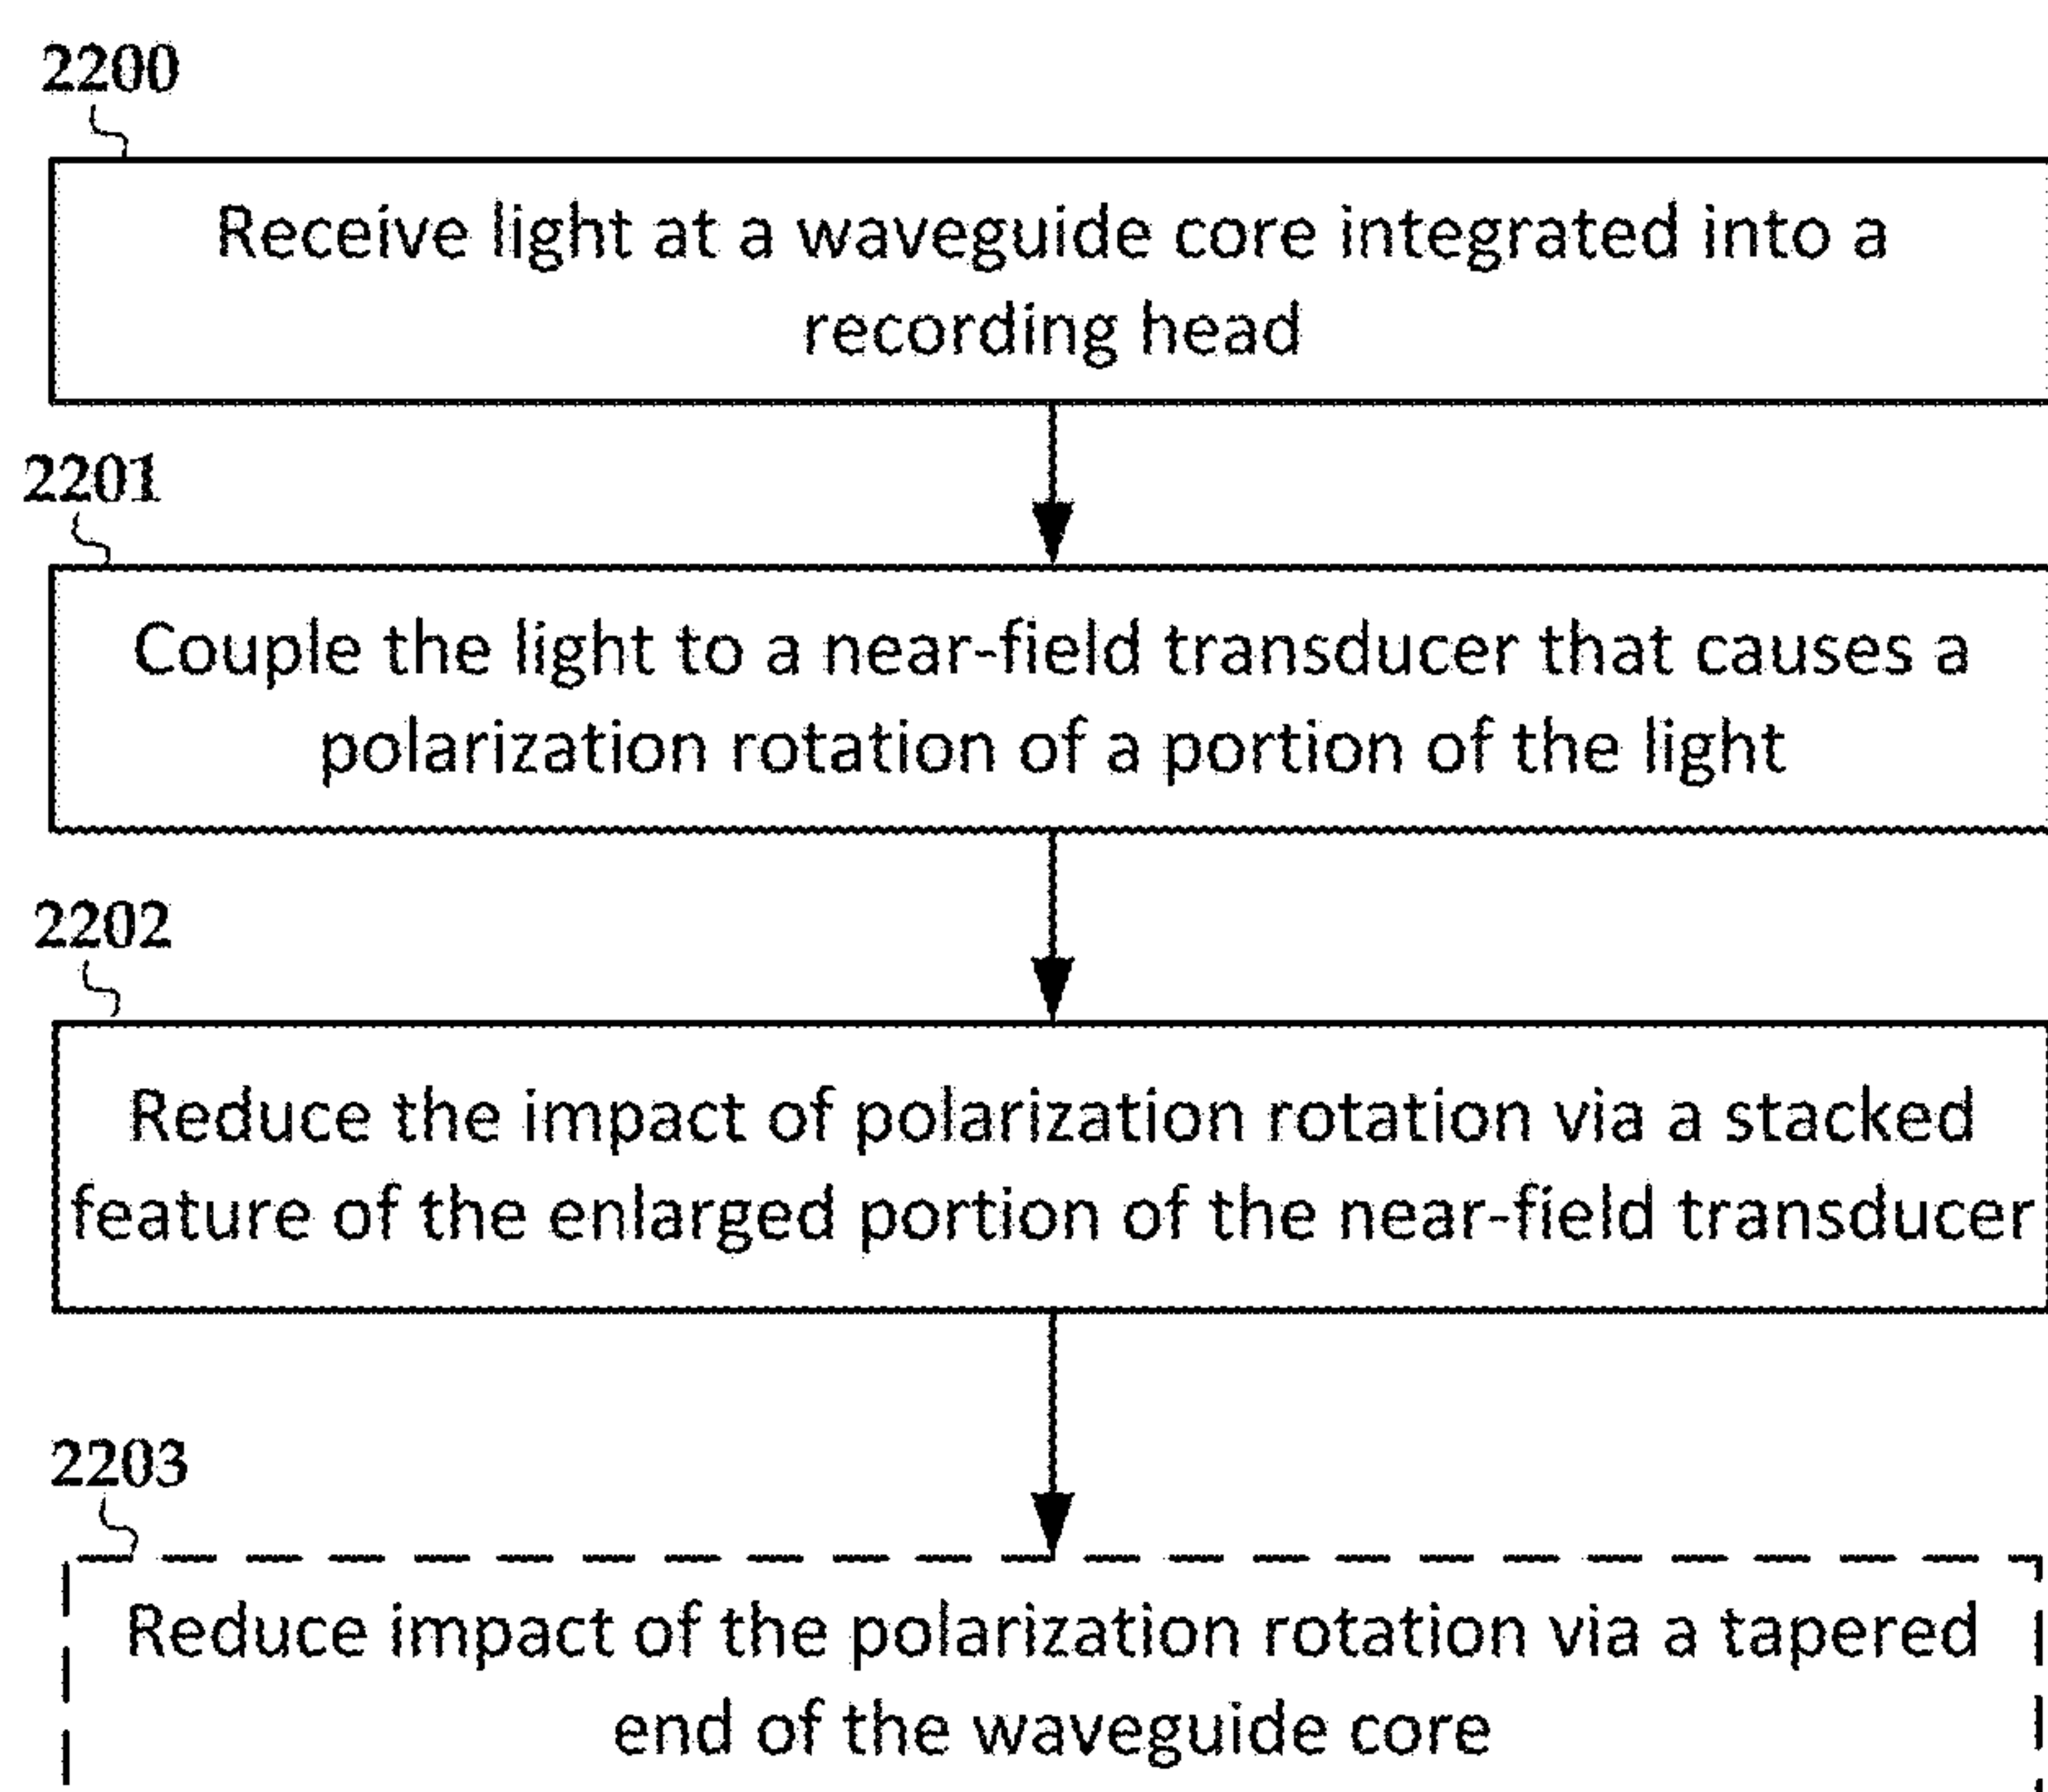 2200
Receive light at a waveguide core integrated into a
recording head
2201
Couple the light to a near-field transducer that causes a
polarization rotation of a portion of the light
2202
Reduce the impact of polarization rotation via a stacked
feature of the enlarged portion of the near-field transducer
2203
Reduce impact of the polarization rotation via a tapered
end of the waveguide core